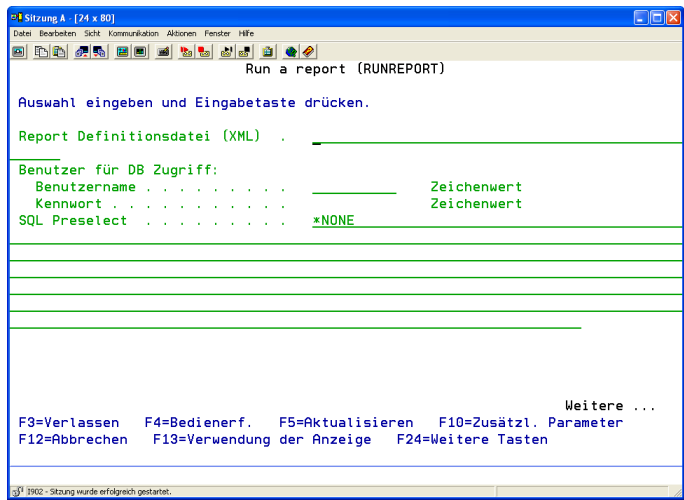 Sitzung A - [24 x 80]
Datei Bearbeiten Sicht Kommunikation Aktionen Fenster Hilfe
Run a report (RUNREPORT)
Auswahl eingeben und Eingabetaste drücken.
Report Definitionsdatei (XML) .
Benutzer für DB Zugriff:
Benutzername . . . . . . . . . Zeichenwert
Kennwort . . . . . . . . . . . Zeichenwert
SQL Preselect . . . . . . . . . *NONE
Weitere ...
F3=Verlassen F4=Bedienerf. F5=Aktualisieren F10=Zusätzl. Parameter
F12=Abbrechen F13=Verwendung der Anzeige F24=Weitere Tasten
I902 - Sitzung wurde erfolgreich gestartet.